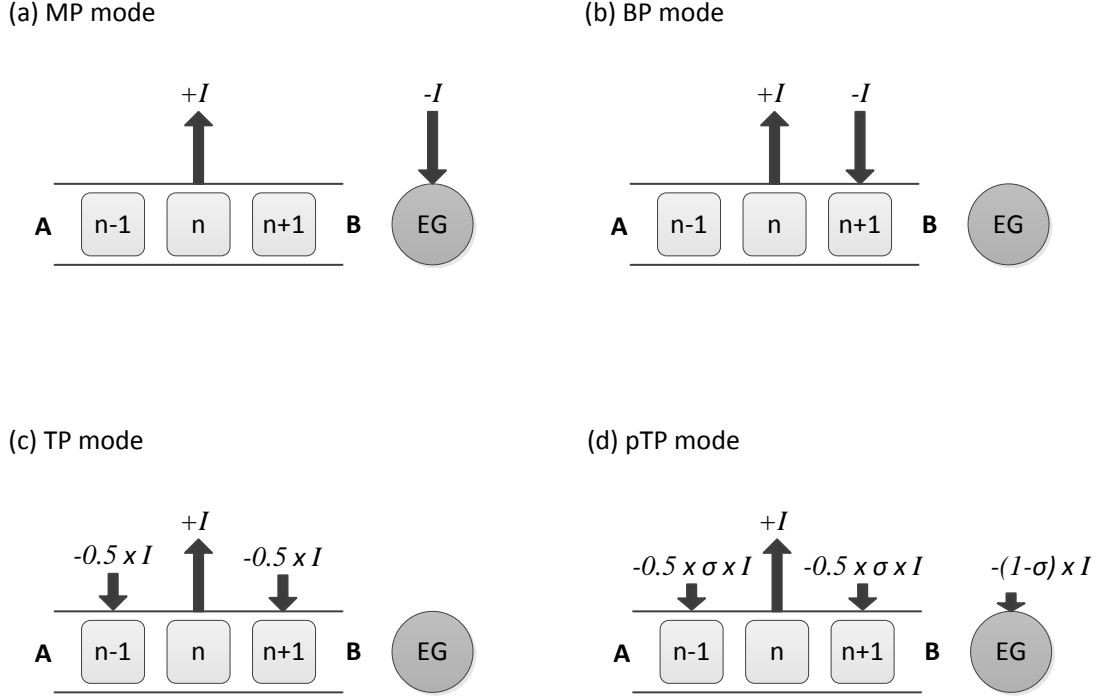 (a) MP mode
(b) BP mode
+I -I
+I -I
A n-1 n n+1 B EG
A n-1 n n+1 B EG
(c) TP mode
(d) pTP mode
+I
-0.5 x I -0.5 x I
+I
-0.5 x σ x I -0.5 x σ x I -(1-σ) x I
A n-1 n n+1 B EG
A n-1 n n+1 B EG